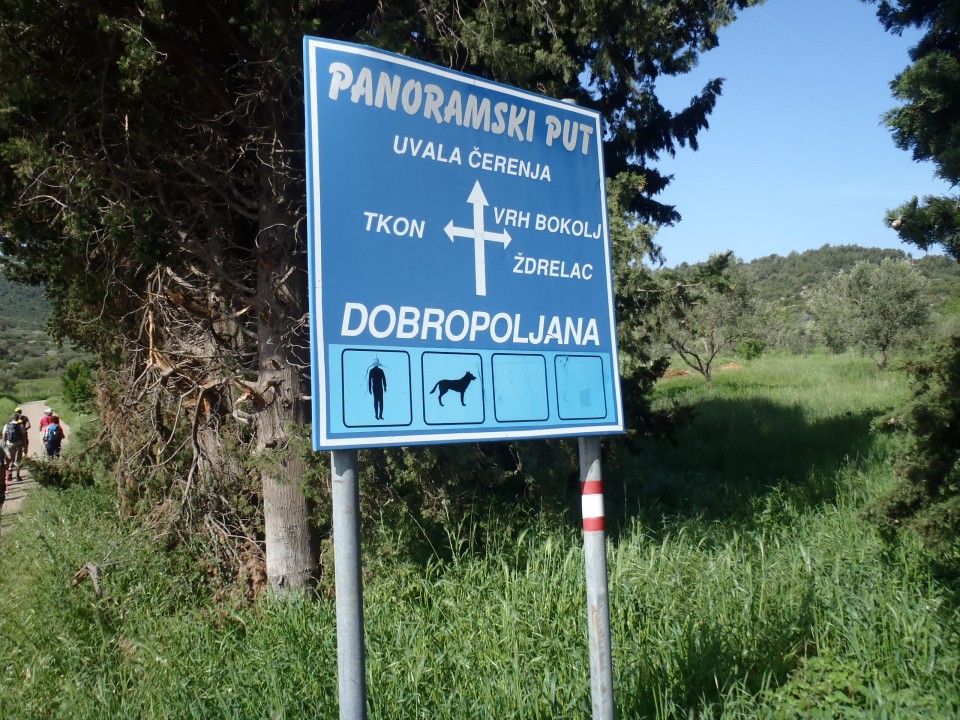 PANORAMSKI PUT
UVALA ČERENJA
TKON
VRH BOKOLJ
ŽDRELAC
DOBROPOLJANA